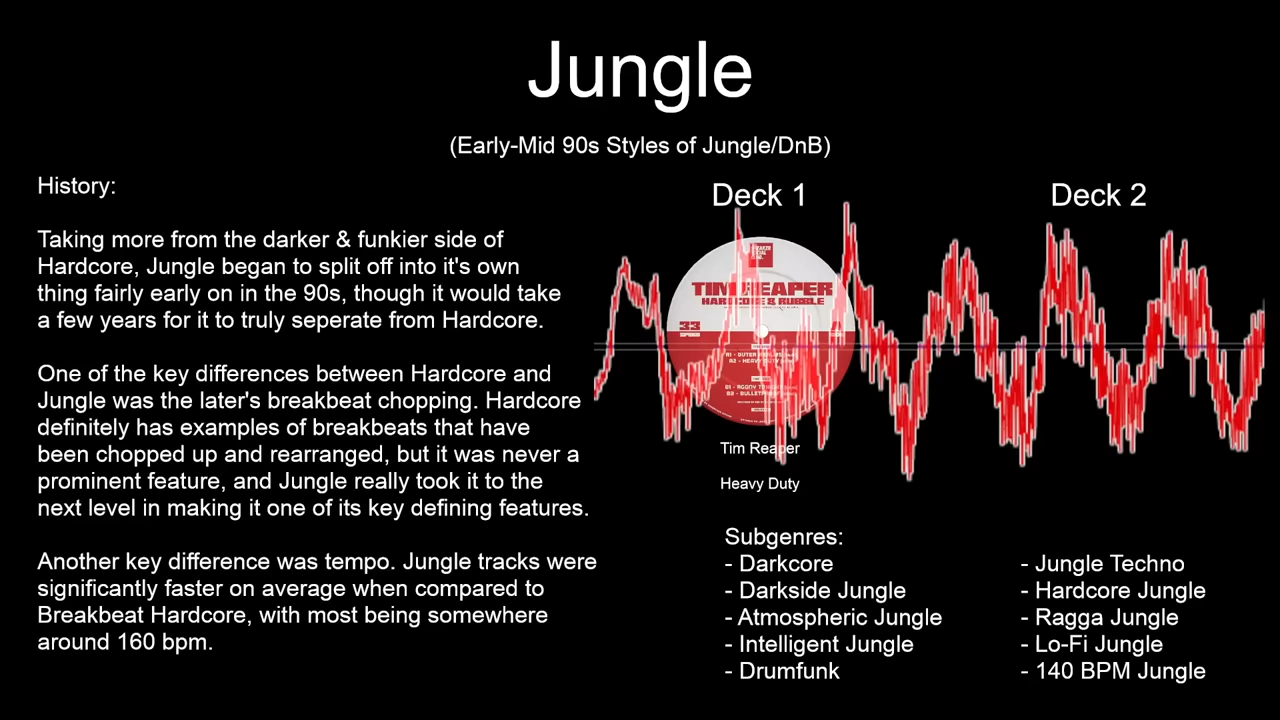 Jungle
(Early-Mid 90s Styles of Jungle/DnB)
History:
Taking more from the darker & funkier side of
Hardcore, Jungle began to split off into it's own
thing fairly early on in the 90s, though it would take
a few years for it to truly seperate from Hardcore.
One of the key differences between Hardcore and
Jungle was the later's breakbeat chopping. Hardcore
definitely has examples of breakbeats that have
been chopped up and rearranged, but it was never a
prominent feature, and Jungle really took it to the
next level in making it one of its key defining features.
Another key difference was tempo. Jungle tracks were
significantly faster on average when compared to
Breakbeat Hardcore, with most being somewhere
around 160 bpm.
Deck 1
Deck 2
TIM REAPER
HARDCORE & RUBBLE
33
Tim Reaper
Heavy Duty
Subgenres:
- Darkcore
- Darkside Jungle
- Atmospheric Jungle
- Intelligent Jungle
- Drumfunk
- Jungle Techno
- Hardcore Jungle
- Ragga Jungle
- Lo-Fi Jungle
- 140 BPM Jungle